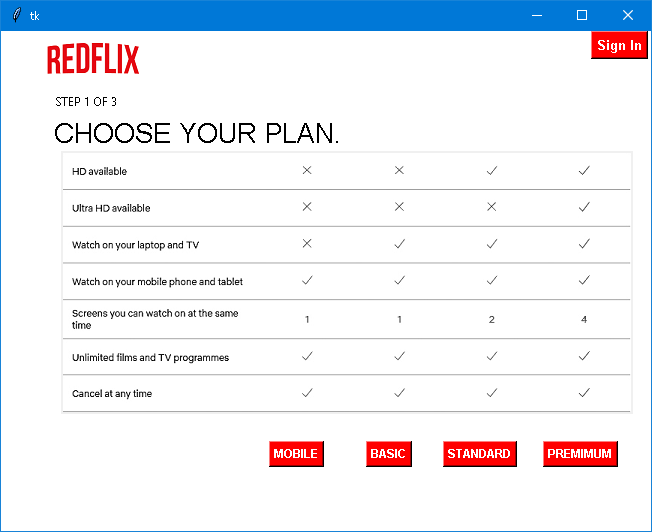 tk
REDFLIX
Sign In
STEP 1 OF 3
CHOOSE YOUR PLAN.
HD available
Ultra HD available
Watch on your laptop and TV
Watch on your mobile phone and tablet
Screens you can watch on at the same
time 1 1 2 4
Unlimited films and TV programmes
Cancel at any time
MOBILE BASIC STANDARD PREMIMUM